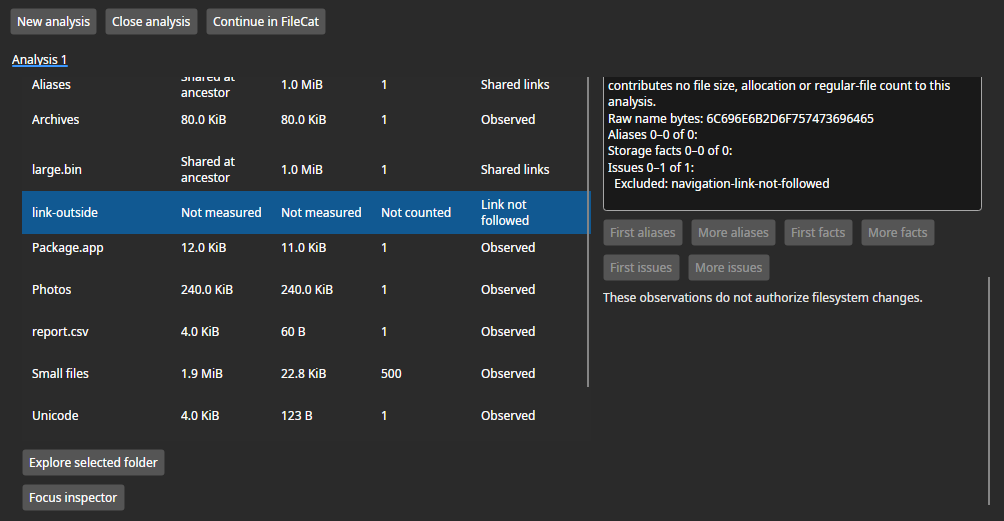 New analysis Close analysis Continue in FileCat
Analysis 1
Aliases Shared at ancestor 1.0 MiB 1 Shared links
Archives 80.0 KiB 80.0 KiB 1 Observed
large.bin Shared at ancestor 1.0 MiB 1 Shared links
link-outside Not measured Not measured Not counted Link not followed
Package.app 12.0 KiB 11.0 KiB 1 Observed
Photos 240.0 KiB 240.0 KiB 1 Observed
report.csv 4.0 KiB 60 B 1 Observed
Small files 1.9 MiB 22.8 KiB 500 Observed
Unicode 4.0 KiB 123 B 1 Observed
Explore selected folder
Focus inspector
contributes no file size, allocation or regular-file count to this
analysis.
Raw name bytes: 6C696E6B2D6F757473696465
Aliases 0–0 of 0:
Storage facts 0–0 of 0:
Issues 0–1 of 1:
Excluded: navigation-link-not-followed
First aliases More aliases First facts More facts
First issues More issues
These observations do not authorize filesystem changes.